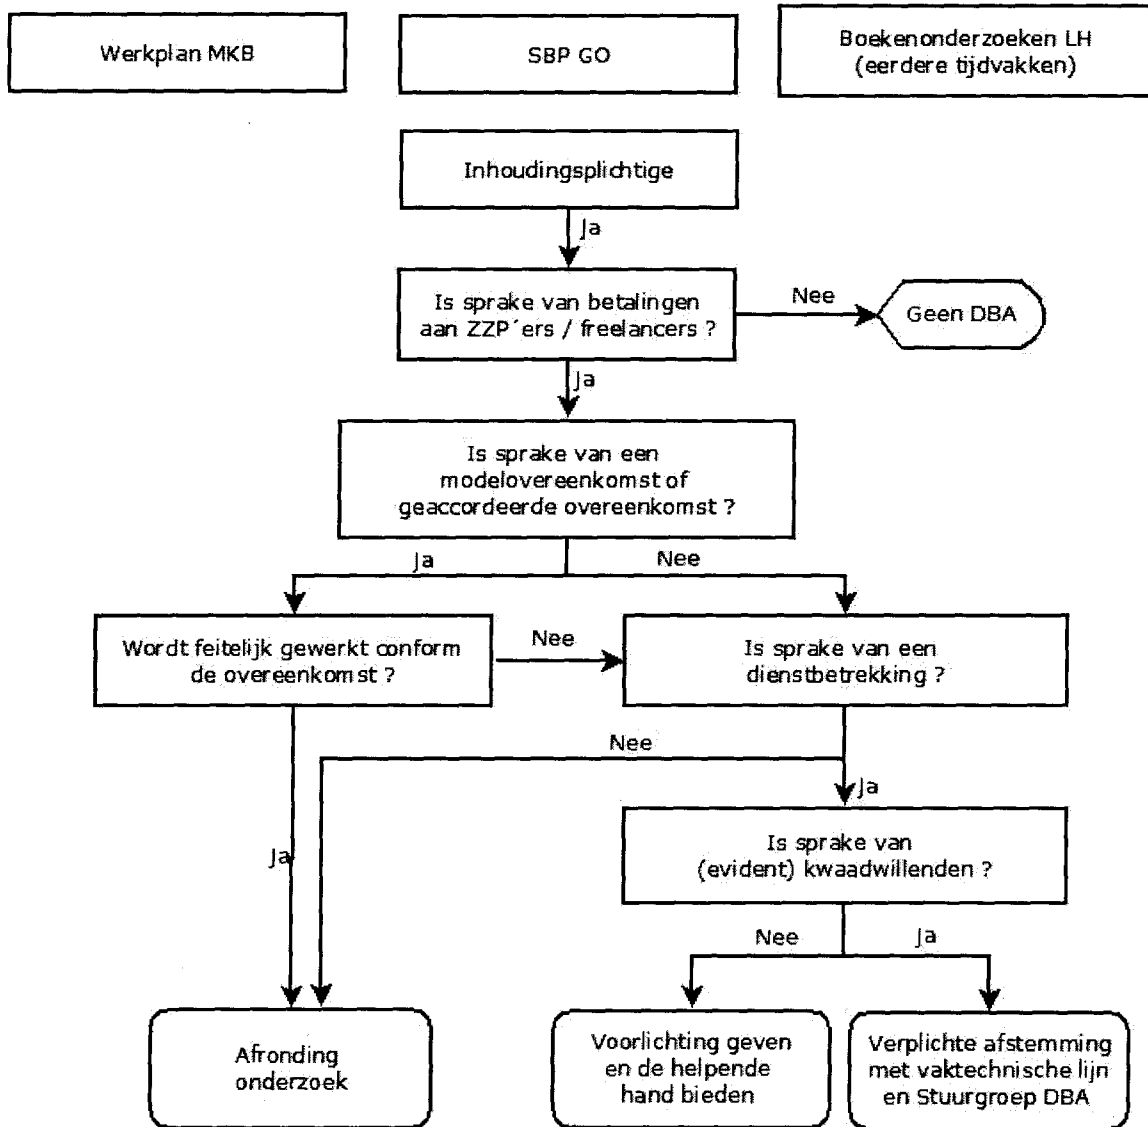 Werkplan MKB
SBP GO
Boekenonderzoeken LH
(eerdere tijdvakken)
Inhoudingsplichtige
Ja
Is sprake van betalingen
aan ZZP´ers / freelancers ?
Nee
Geen DBA
Ja
Is sprake van een
modelovereenkomst of
geaccordeerde overeenkomst ?
Ja
Nee
Wordt feitelijk gewerkt conform
de overeenkomst ?
Nee
Is sprake van een
dienstbetrekking ?
Nee
Ja
Ja
Is sprake van
(evident) kwaadwillenden ?
Nee
Ja
Afronding
onderzoek
Voorlichting geven
en de helpende
hand bieden
Verplichte afstemming
met vaktechnische lijn
en Stuurgroep DBA